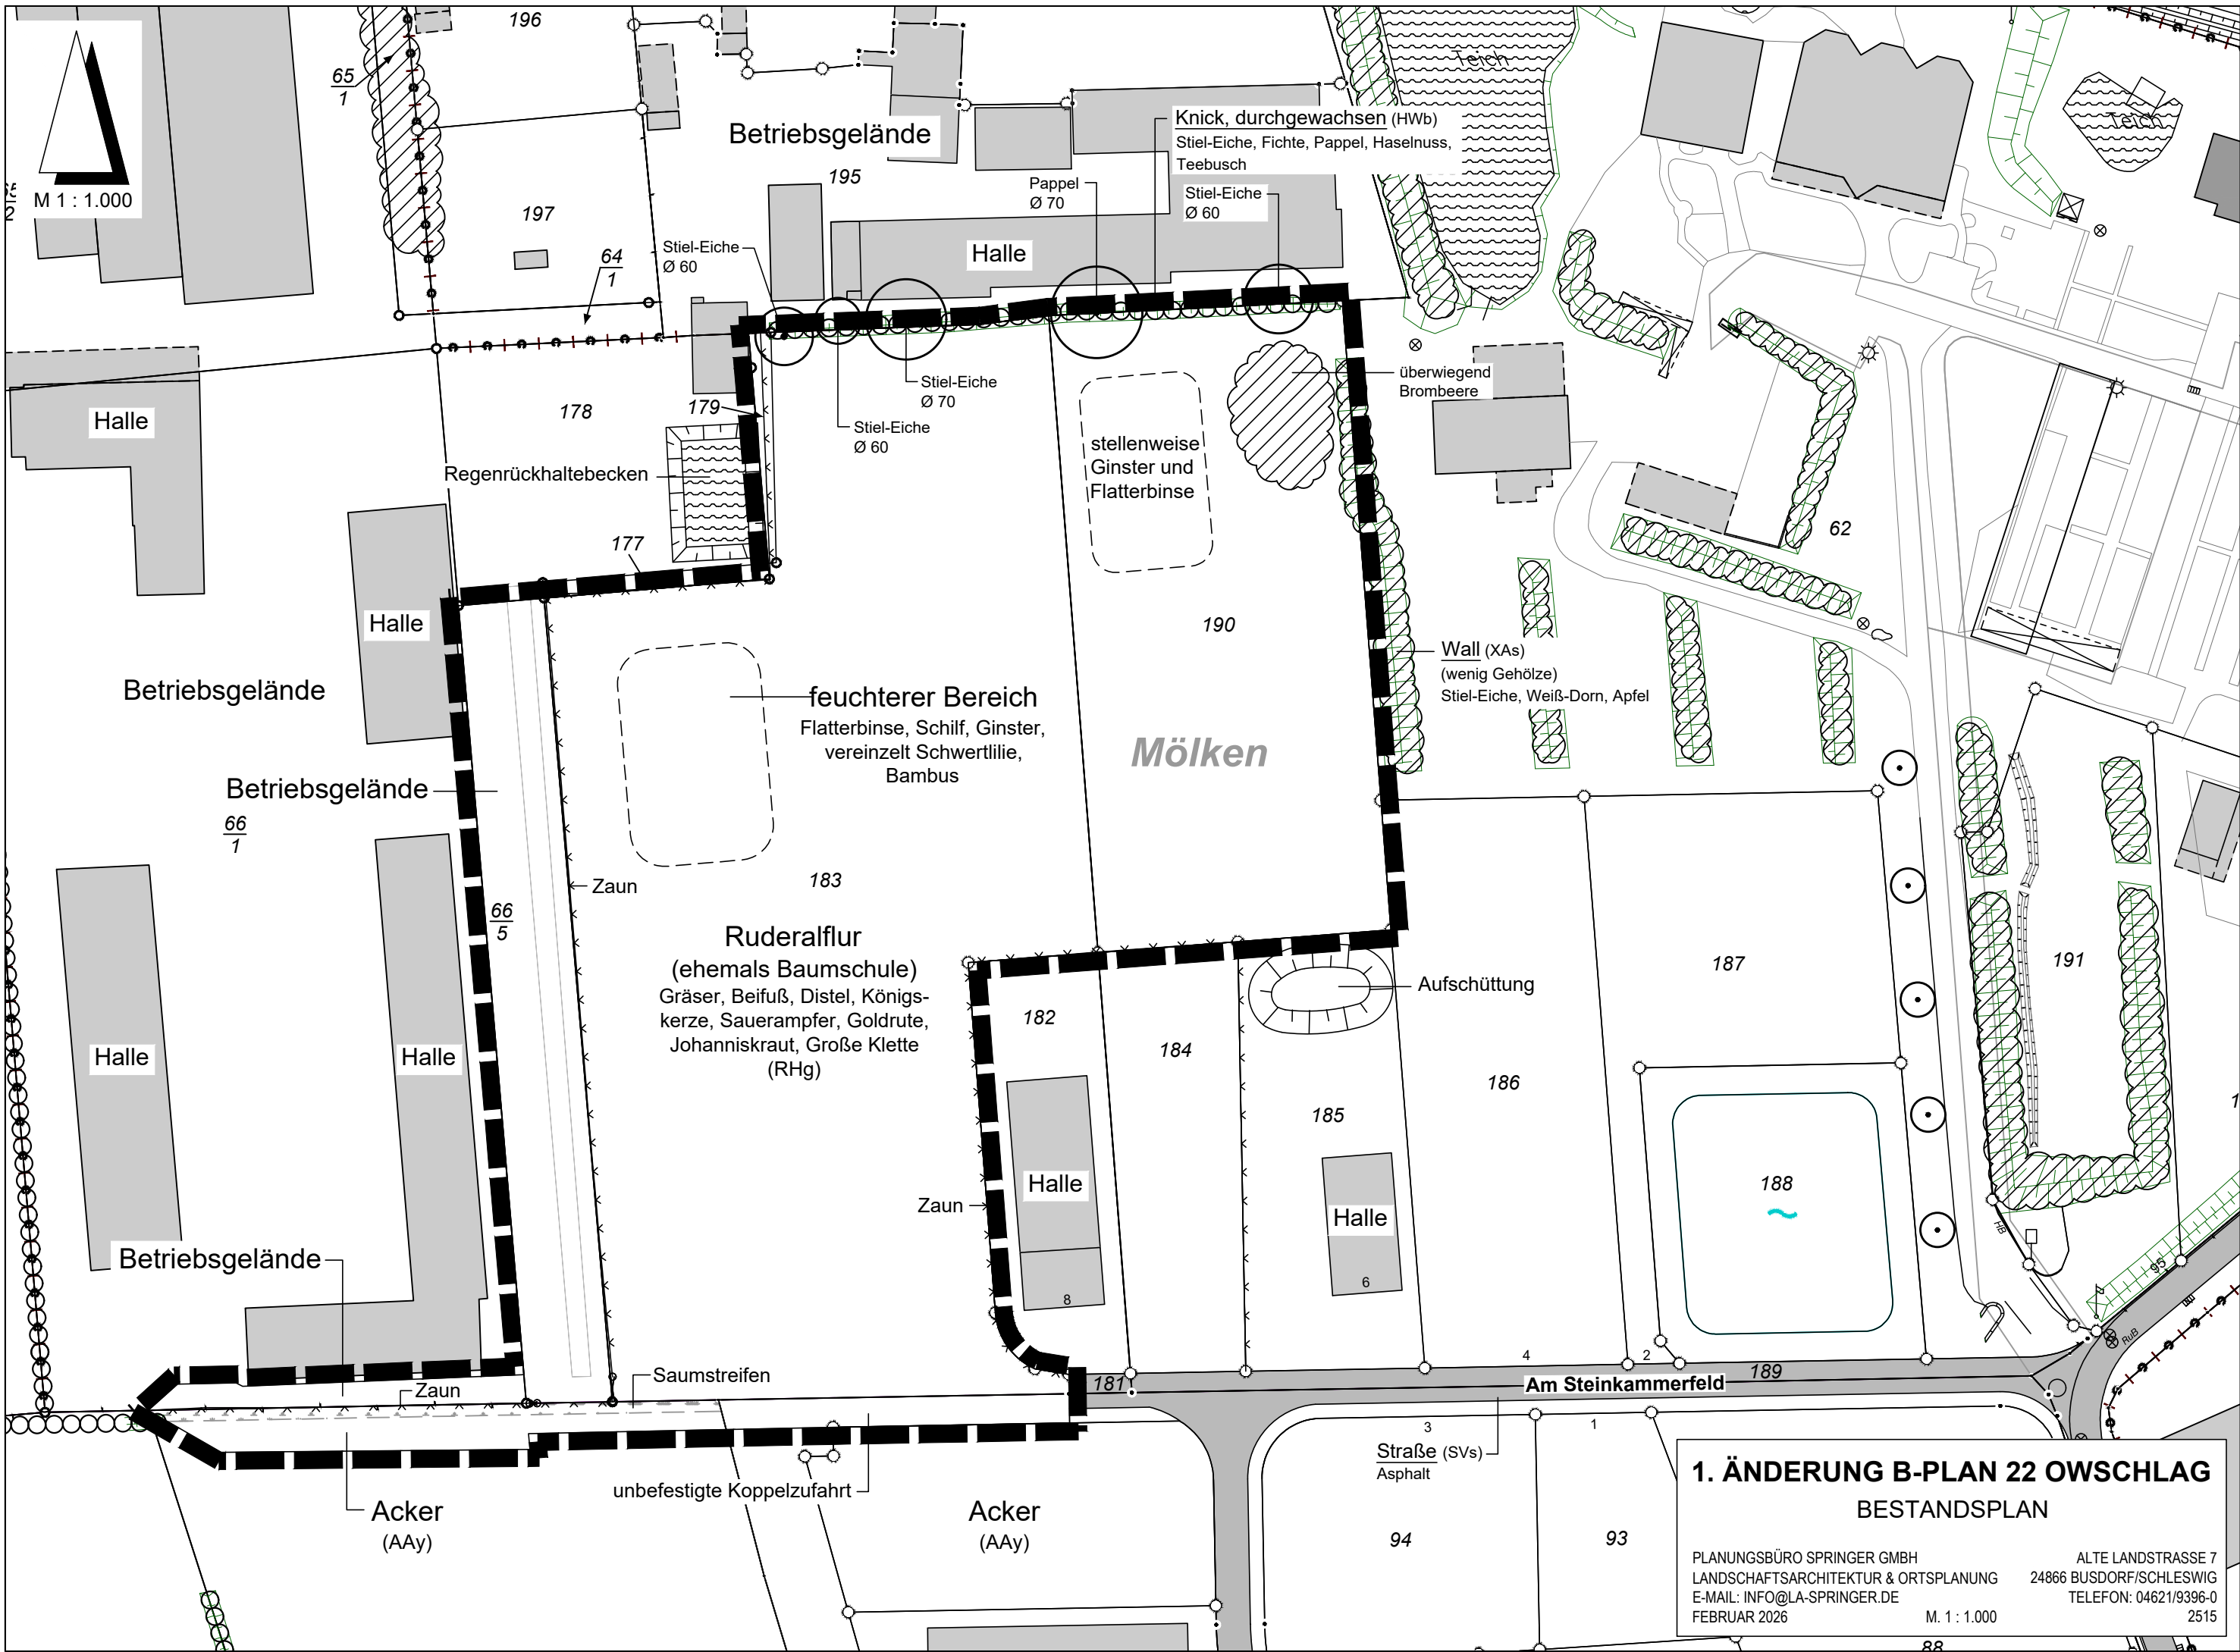 M 1 : 1.000
65
1
196
197
64
1
Betriebsgelände
195
Knick, durchgewachsen (HWb)
Stiel-Eiche, Fichte, Pappel, Haselnuss,
Teebusch
Pappel
Ø 70
Stiel-Eiche
Ø 60
Stiel-Eiche
Ø 60
Halle
Teich
Teich
Stiel-Eiche
Ø 70
Stiel-Eiche
Ø 60
178
179
Halle
Regenrückhaltebecken
177
überwiegend
Brombeere
stellenweise
Ginster und
Flatterbinse
62
Halle
190
Wall (XAs)
(wenig Gehölze)
Stiel-Eiche, Weiß-Dorn, Apfel
Betriebsgelände
feuchterer Bereich
Flatterbinse, Schilf, Ginster,
vereinzelt Schwertlilie,
Bambus
Mölken
Betriebsgelände
66
1
Zaun
183
66
5
Ruderalflur
(ehemals Baumschule)
Gräser, Beifuß, Distel, Königs-
kerze, Sauerampfer, Goldrute,
Johanniskraut, Große Klette
(RHg)
187
191
Aufschüttung
182
184
186
185
Halle
Halle
Halle
Zaun
Halle
188
8
6
HB
95
RuB
Betriebsgelände
Zaun
Saumstreifen
181
4
2
189
Am Steinkammerfeld
3
1
Straße (SVs)
Asphalt
unbefestigte Koppelzufahrt
Acker
(AAy)
Acker
(AAy)
94
93
88
1. ÄNDERUNG B-PLAN 22 OWSCHLAG
BESTANDSPLAN
PLANUNGSBÜRO SPRINGER GMBH
LANDSCHAFTSARCHITEKTUR & ORTSPLANUNG
E-MAIL: INFO@LA-SPRINGER.DE
FEBRUAR 2026
M. 1 : 1.000
ALTE LANDSTRASSE 7
24866 BUSDORF/SCHLESWIG
TELEFON: 04621/9396-0
2515